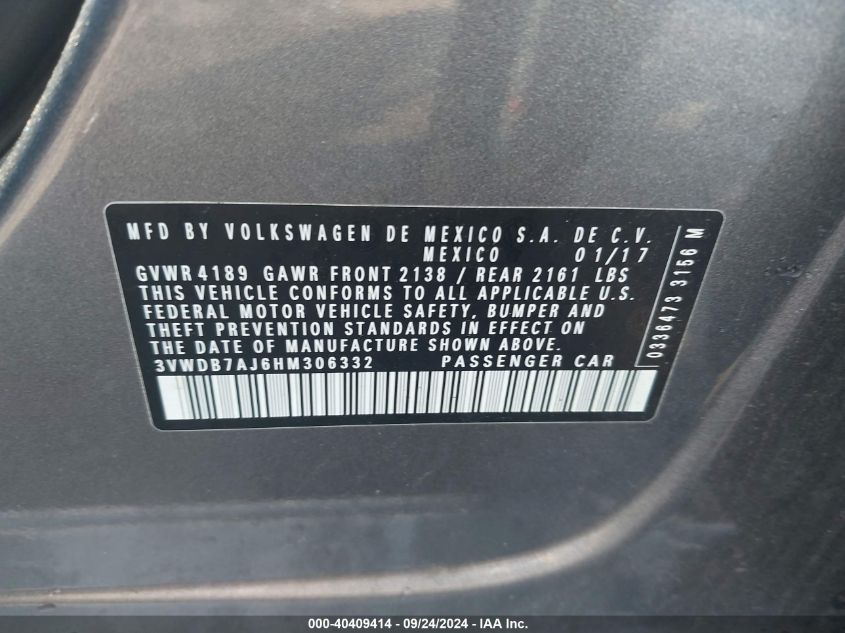 MFD BY VOLKSWAGEN DE MEXICO S.A. DE C.V.
MEXICO 01/17
GVWR 4189 GAWR FRONT 2138 / REAR 2161 LBS
THIS VEHICLE CONFORMS TO ALL APPLICABLE U.S.
FEDERAL MOTOR VEHICLE SAFETY, BUMPER AND
THEFT PREVENTION STANDARDS IN EFFECT ON
THE DATE OF MANUFACTURE SHOWN ABOVE.
3VWDB7AJ6HM306332 PASSENGER CAR
0336473 3156 M
000-40409414 / 09/24/2024 - IAA Inc.